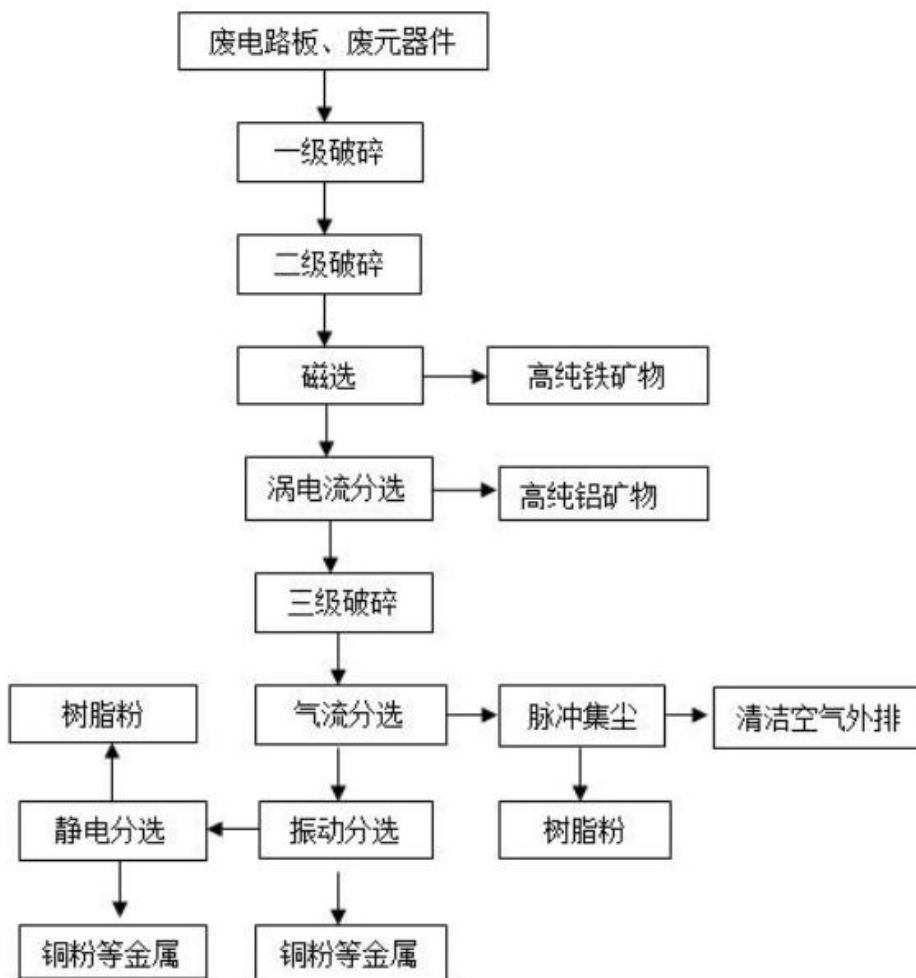 废电路板、废元器件
一级破碎
二级破碎
磁选
高纯铁矿物
涡电流分选
高纯铝矿物
三级破碎
树脂粉
气流分选
脉冲集尘
清洁空气外排
静电分选
振动分选
树脂粉
铜粉等金属
铜粉等金属